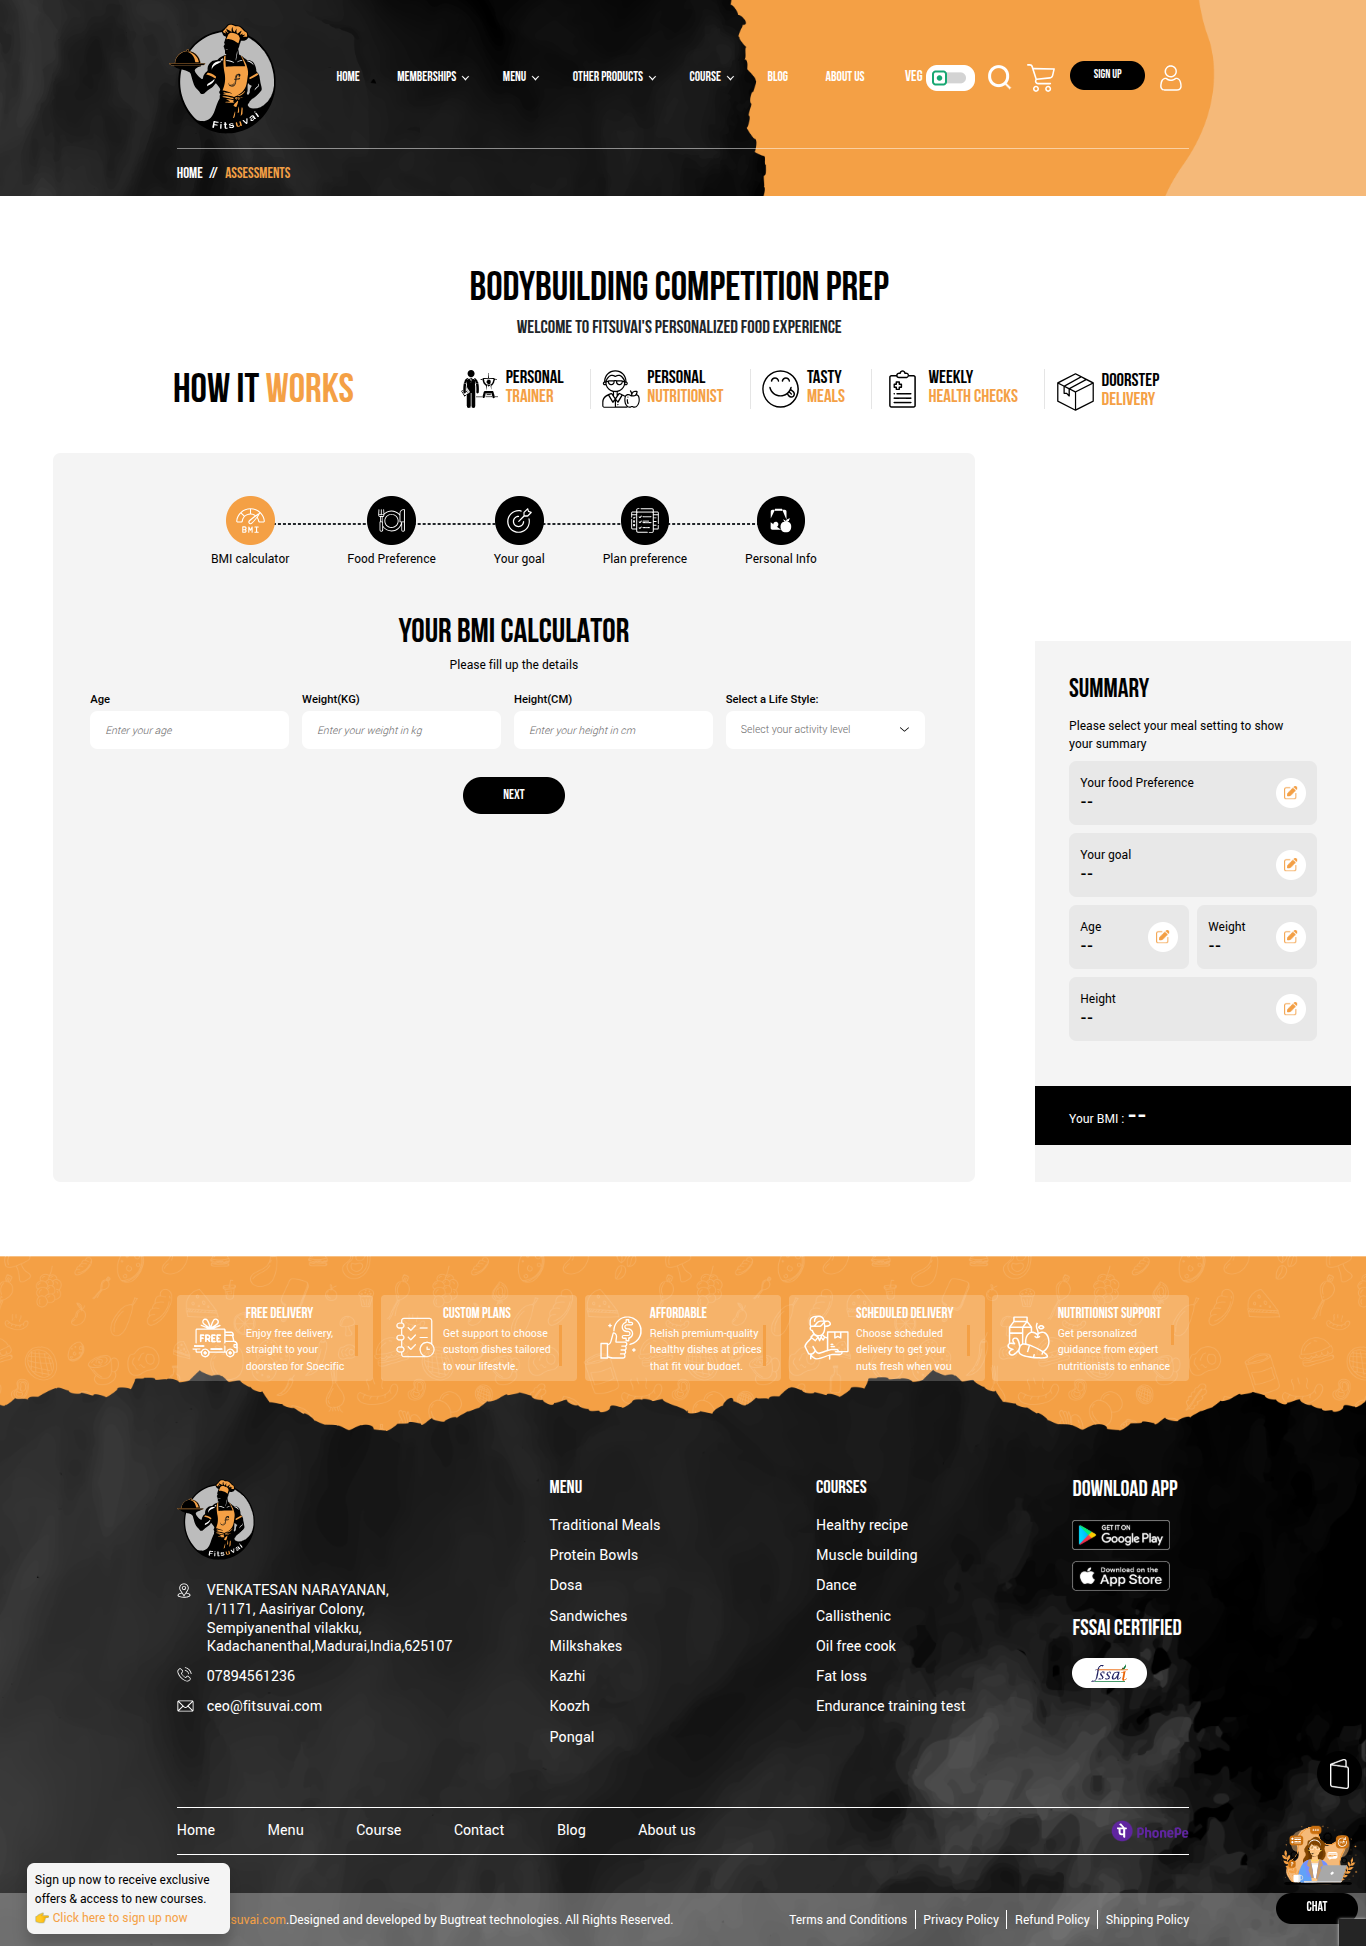 Fitsuvai
HOME
MEMBERSHIPS
MENU
OTHER PRODUCTS
COURSE
BLOG
ABOUT US
VEG
SIGN UP
HOME // ASSESSMENTS
BODYBUILDING COMPETITION PREP
WELCOME TO FITSUVAI'S PERSONALIZED FOOD EXPERIENCE
HOW IT WORKS
PERSONAL
TRAINER
PERSONAL
NUTRITIONIST
TASTY
MEALS
WEEKLY
HEALTH CHECKS
DOORSTEP
DELIVERY
BMI
BMI calculator
Food Preference
Your goal
Plan preference
Personal Info
YOUR BMI CALCULATOR
Please fill up the details
Age
Weight(KG)
Height(CM)
Select a Life Style:
Enter your age
Enter your weight in kg
Enter your height in cm
Select your activity level
NEXT
SUMMARY
Please select your meal setting to show
your summary
Your food Preference
--
Your goal
--
Age
--
Weight
--
Height
--
Your BMI : --
FREE
FREE DELIVERY
Enjoy free delivery,
straight to your
doorstep for Specific
CUSTOM PLANS
Get support to choose
custom dishes tailored
to your lifestyle.
AFFORDABLE
Relish premium-quality
healthy dishes at prices
that fit your budget.
SCHEDULED DELIVERY
Choose scheduled
delivery to get your
nuts fresh when you
NUTRITIONIST SUPPORT
Get personalized
guidance from expert
nutritionists to enhance
Fitsuvai
VENKATESAN NARAYANAN,
1/1171, Aasiriyar Colony,
Sempiyanenthal vilakku,
Kadachanenthal,Madurai,India,625107
07894561236
ceo@fitsuvai.com
MENU
Traditional Meals
Protein Bowls
Dosa
Sandwiches
Milkshakes
Kazhi
Koozh
Pongal
COURSES
Healthy recipe
Muscle building
Dance
Callisthenic
Oil free cook
Fat loss
Endurance training test
DOWNLOAD APP
GET IT ON
Google Play
Download on the
App Store
FSSAI CERTIFIED
fssai
Home
Menu
Course
Contact
Blog
About us
पे PhonePe
Sign up now to receive exclusive
offers & access to new courses.
👉 Click here to sign up now
suvai.com.Designed and developed by Bugtreat technologies. All Rights Reserved.
Terms and Conditions
Privacy Policy
Refund Policy
Shipping Policy
CHAT